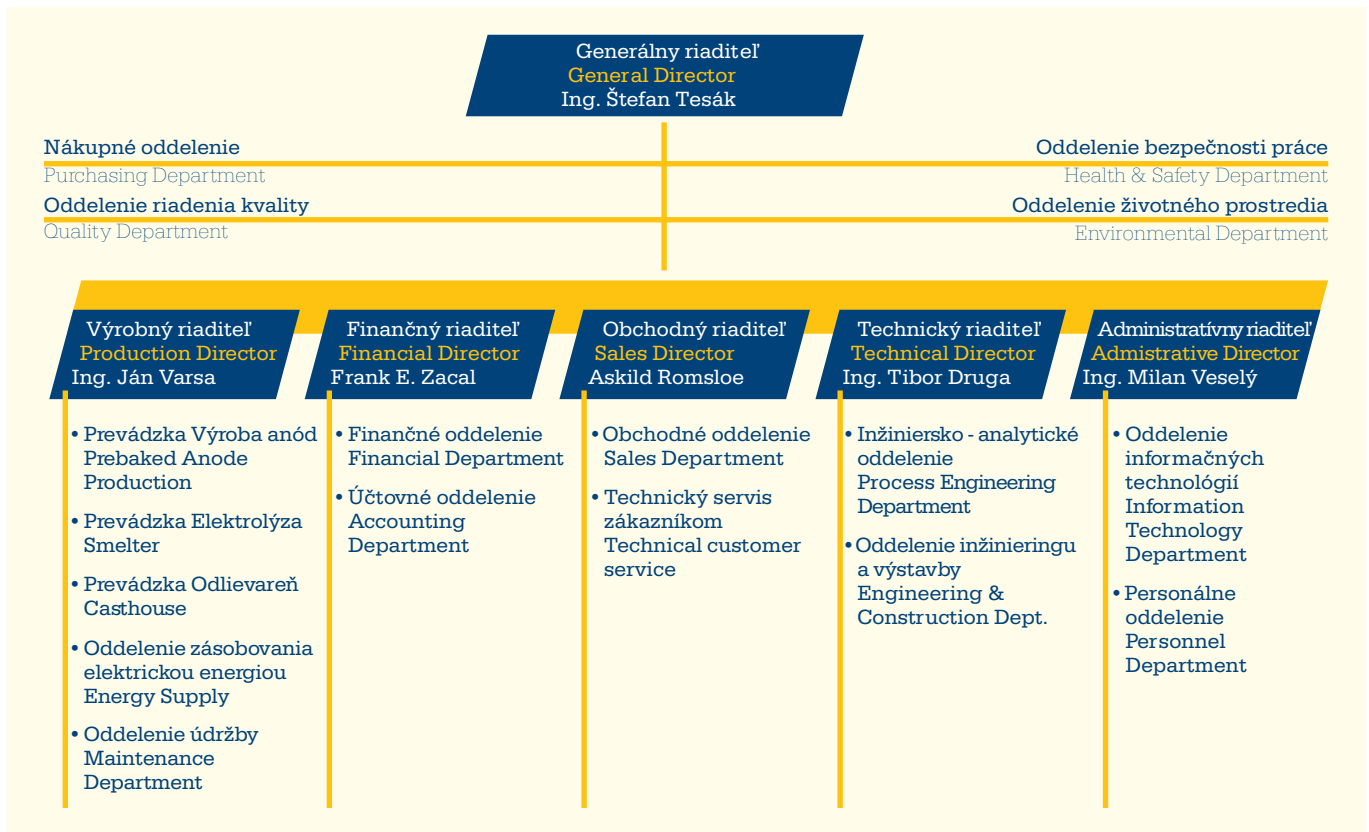 Generálny riaditeľ
General Director
Ing. Štefan Tesák
Nákupné oddelenie
Purchasing Department
Oddelenie riadenia kvality
Quality Department
Oddelenie bezpečnosti práce
Health & Safety Department
Oddelenie životného prostredia
Environmental Department
Výrobný riaditeľ
Production Director
Ing. Ján Varsa
• Prevádzka Výroba anód
Prebaked Anode
Production
• Prevádzka Elektrolýza
Smelter
• Prevádzka Odlievareň
Casthouse
• Oddelenie zásobovania
elektrickou energiou
Energy Supply
• Oddelenie údržby
Maintenance
Department
Finančný riaditeľ
Financial Director
Frank E. Zacal
• Finančné oddelenie
Financial Department
• Účtovné oddelenie
Accounting
Department
Obchodný riaditeľ
Sales Director
Askild Romsloe
• Obchodné oddelenie
Sales Department
• Technický servis
zákazníkom
Technical customer
service
Technický riaditeľ
Technical Director
Ing. Tibor Druga
• Inžiniersko - analytické
oddelenie
Process Engineering
Department
• Oddelenie inžinieringu
a výstavby
Engineering &
Construction Dept.
Administratívny riaditeľ
Admistrative Director
Ing. Milan Veselý
• Oddelenie
informačných
technológií
Information
Technology
Department
• Personálne
oddelenie
Personnel
Department